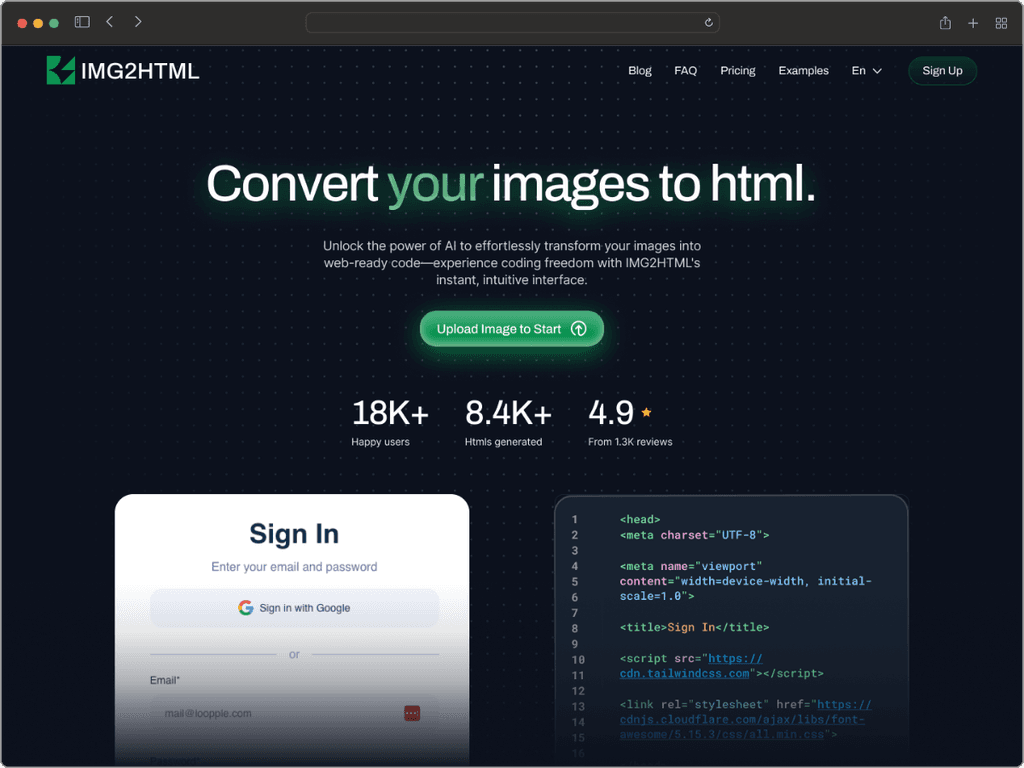 IMG2HTML
Blog FAQ Pricing Examples En Sign Up
Convert your images to html.
Unlock the power of AI to effortlessly transform your images into
web-ready code—experience coding freedom with IMG2HTML's
instant, intuitive interface.
Upload Image to Start
18K+ 8.4K+ 4.9
Happy users Htmls generated From 1.3K reviews
Sign In
Enter your email and password
Sign in with Google
or
Email*
mail@loopple.com
1 <head>
2 <meta charset="UTF-8">
3
4 <meta name="viewport"
5 content="width=device-width, initial-
6 scale=1.0">
7
8 <title>Sign In</title>
9
10 <script src="https://
11 cdn.tailwindcss.com"></script>
12
13 <link rel="stylesheet" href="https://
14 cdnjs.cloudflare.com/ajax/libs/font-
15 awesome/5.15.3/css/all.min.css">
16